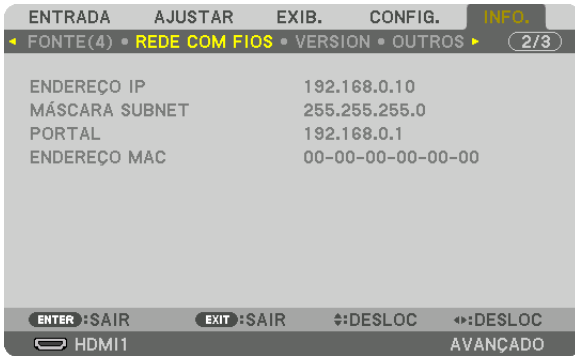 ENTRADA AJUSTAR EXIB. CONFIG. INFO.
◂ FONTE(4) • REDE COM FIOS • VERSION • OUTROS ▸ 2/3
ENDEREÇO IP 192.168.0.10
MÁSCARA SUBNET 255.255.255.0
PORTAL 192.168.0.1
ENDEREÇO MAC 00-00-00-00-00-00
ENTER :SAIR EXIT :SAIR ♦:DESLOC ◂▸:DESLOC
HDMI1 AVANÇADO